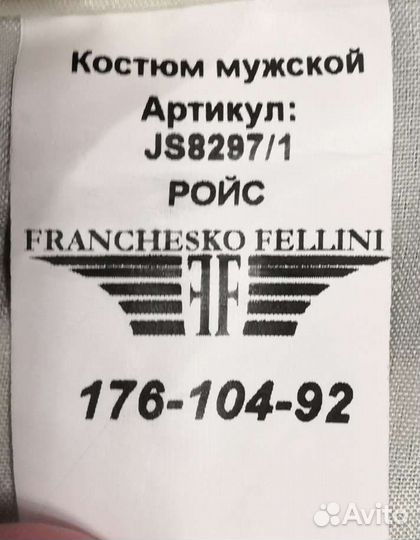 Костюм мужской
Артикул:
JS8297/1
РОЙС
FRANCHESKO FELLINI
FF
176-104-92
Avito